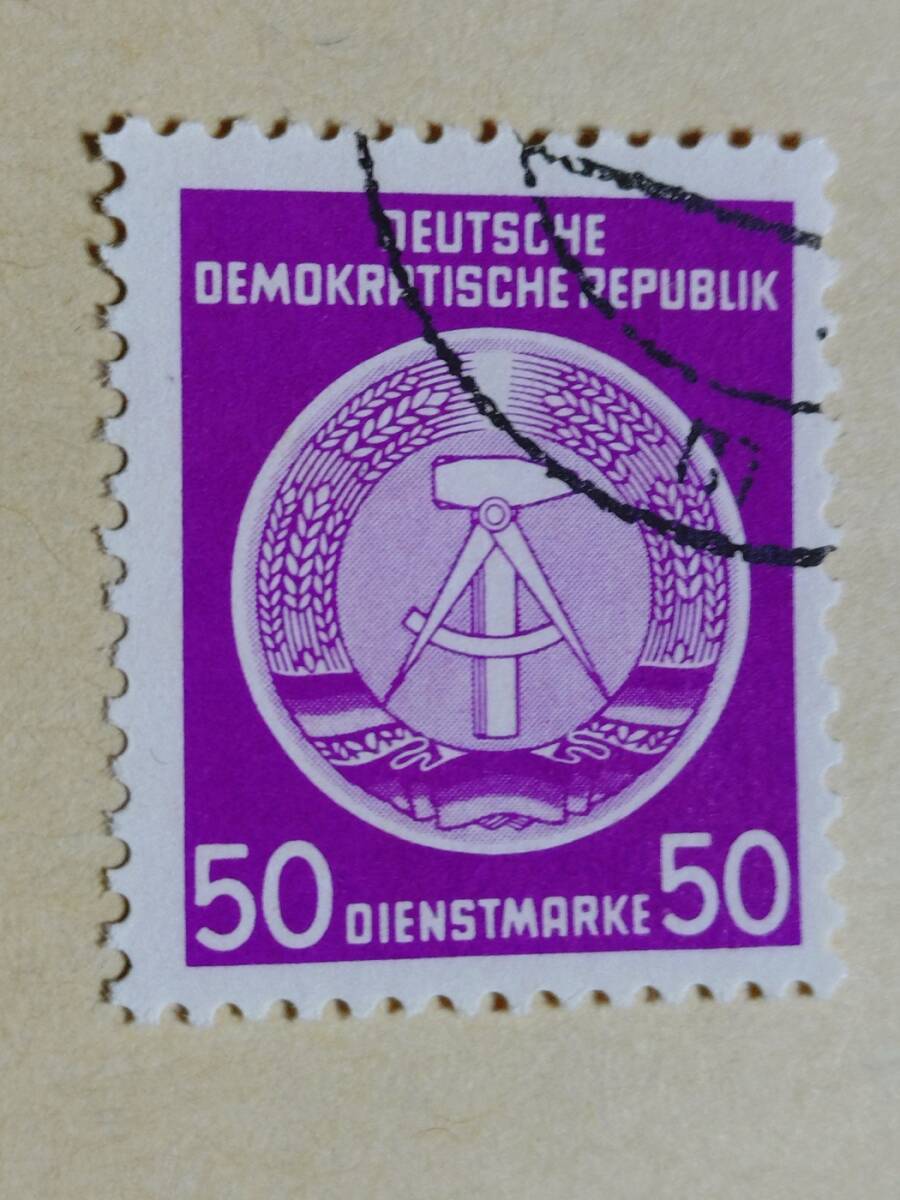 DEUTSCHE
DEMOKRATISCHE REPUBLIK
50 DIENSTMARKE 50